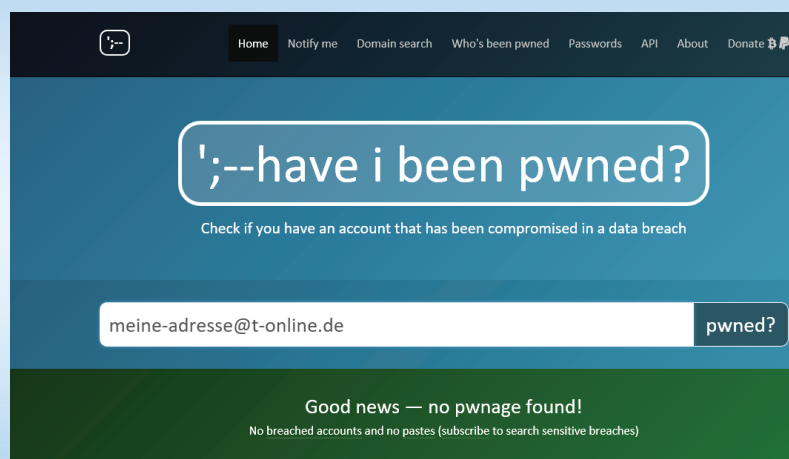 ';--
Home Notify me Domain search Who's been pwned Passwords API About Donate
';--have i been pwned?
Check if you have an account that has been compromised in a data breach
meine-adresse@t-online.de pwned?
Good news — no pwnage found!
No breached accounts and no pastes (subscribe to search sensitive breaches)